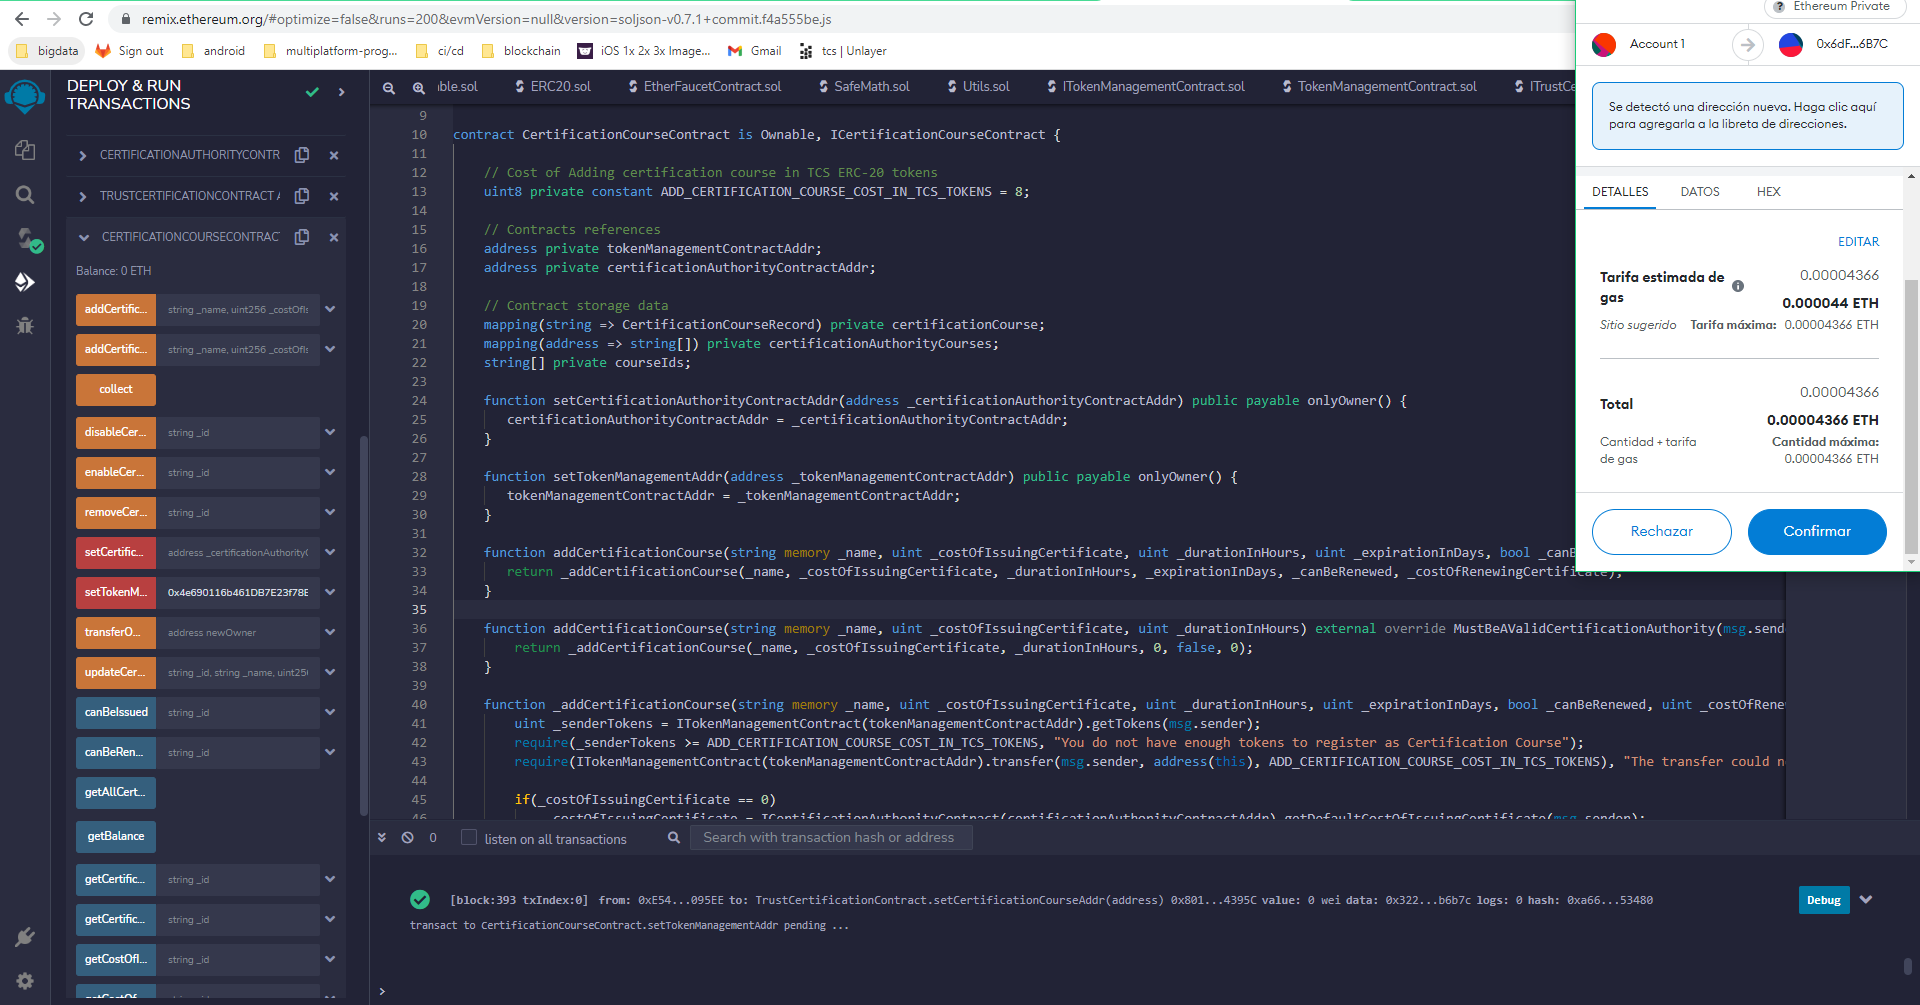 remix.ethereum.org/#optimize=false&runs=200&evmVersion=null&version=soljson-v0.7.1+commit.f4a555be.js
bigdata
Sign out
android
multiplatform-prog...
ci/cd
blockchain
iOS 1x 2x 3x Image...
Gmail
tcs | Unlayer
DEPLOY & RUN
TRANSACTIONS
CERTIFICATIONAUTHORITYCONTR
TRUSTCERTIFICATIONCONTRACT A
CERTIFICATIONCOURSECONTRACT
Balance: 0 ETH
addCertific... string _name, uint256 _costOfIs
addCertific... string _name, uint256 _costOfIs
collect
disableCer... string _id
enableCer... string _id
removeCer... string _id
setCertific... address _certificationAuthority(
setTokenM... 0x4e690116b461DB7E23f78E
transferO... address newOwner
updateCer... string _id, string _name, uint25(
canBeIssued string _id
canBeRen... string _id
getAllCert...
getBalance
getCertific... string _id
getCertific... string _id
getCostOfI... string _id
getCostOf...
ble.sol
ERC20.sol
EtherFaucetContract.sol
SafeMath.sol
Utils.sol
ITokenManagementContract.sol
TokenManagementContract.sol
ITrustCe
9
10 contract CertificationCourseContract is Ownable, ICertificationCourseContract {
11
12 // Cost of Adding certification course in TCS ERC-20 tokens
13 uint8 private constant ADD_CERTIFICATION_COURSE_COST_IN_TCS_TOKENS = 8;
14
15 // Contracts references
16 address private tokenManagementContractAddr;
17 address private certificationAuthorityContractAddr;
18
19 // Contract storage data
20 mapping(string => CertificationCourseRecord) private certificationCourse;
21 mapping(address => string[]) private certificationAuthorityCourses;
22 string[] private courseIds;
23
24 function setCertificationAuthorityContractAddr(address _certificationAuthorityContractAddr) public payable onlyOwner() {
25 certificationAuthorityContractAddr = _certificationAuthorityContractAddr;
26 }
27
28 function setTokenManagementAddr(address _tokenManagementContractAddr) public payable onlyOwner() {
29 tokenManagementContractAddr = _tokenManagementContractAddr;
30 }
31
32 function addCertificationCourse(string memory _name, uint _costOfIssuingCertificate, uint _durationInHours, uint _expirationInDays, bool _canB
33 return _addCertificationCourse(_name, _costOfIssuingCertificate, _durationInHours, _expirationInDays, _canBeRenewed, _costOfRenewingCertificate);
34 }
35
36 function addCertificationCourse(string memory _name, uint _costOfIssuingCertificate, uint _durationInHours) external override MustBeAValidCertificationAuthority(msg.send
37 return _addCertificationCourse(_name, _costOfIssuingCertificate, _durationInHours, 0, false, 0);
38 }
39
40 function _addCertificationCourse(string memory _name, uint _costOfIssuingCertificate, uint _durationInHours, uint _expirationInDays, bool _canBeRenewed, uint _costOfRene
41 uint _senderTokens = ITokenManagementContract(tokenManagementContractAddr).getTokens(msg.sender);
42 require(_senderTokens >= ADD_CERTIFICATION_COURSE_COST_IN_TCS_TOKENS, "You do not have enough tokens to register as Certification Course");
43 require(ITokenManagementContract(tokenManagementContractAddr).transfer(msg.sender, address(this), ADD_CERTIFICATION_COURSE_COST_IN_TCS_TOKENS), "The transfer could n
44
45 if(_costOfIssuingCertificate == 0)
46 _costOfIssuingCertificate = ICertificationAuthorityContract(certificationAuthorityContractAddr).getDefaultCostOfIssuingCertificate(msg.sender);
0
listen on all transactions
Search with transaction hash or address
[block:393 txIndex:0] from: 0xE54...095EE to: TrustCertificationContract.setCertificationCourseAddr(address) 0x801...4395C value: 0 wei data: 0x322...b6b7c logs: 0 hash: 0xa66...53480
Debug
transact to CertificationCourseContract.setTokenManagementAddr pending ...
>
Ethereum Private
Account 1
0x6dF...6B7C
Se detectó una dirección nueva. Haga clic aquí
para agregarla a la libreta de direcciones.
DETALLES
DATOS
HEX
EDITAR
Tarifa estimada de
gas
0.00004366
0.000044 ETH
Sitio sugerido
Tarifa máxima: 0.00004366 ETH
0.00004366
Total
0.00004366 ETH
Cantidad + tarifa
de gas
Cantidad máxima:
0.00004366 ETH
Rechazar
Confirmar